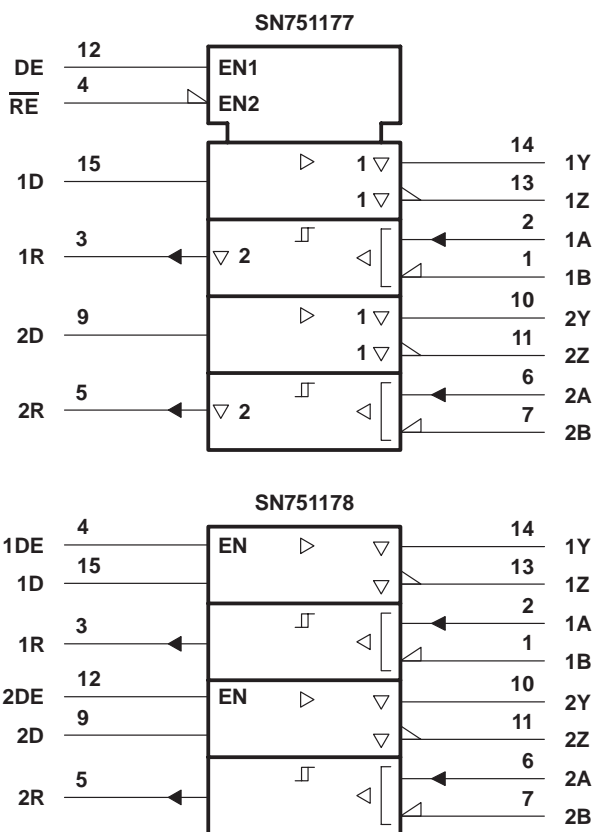 SN751177
DE 12 EN1
RE 4 EN2
1D 15 1 14 1Y
1 13 1Z
1R 3 2 2 1A
1 1B
2D 9 1 10 2Y
1 11 2Z
2R 5 2 6 2A
7 2B
SN751178
1DE 4 EN 14 1Y
1D 15 13 1Z
1R 3 2 1A
1 1B
2DE 12 EN 10 2Y
2D 9 11 2Z
2R 5 6 2A
7 2B